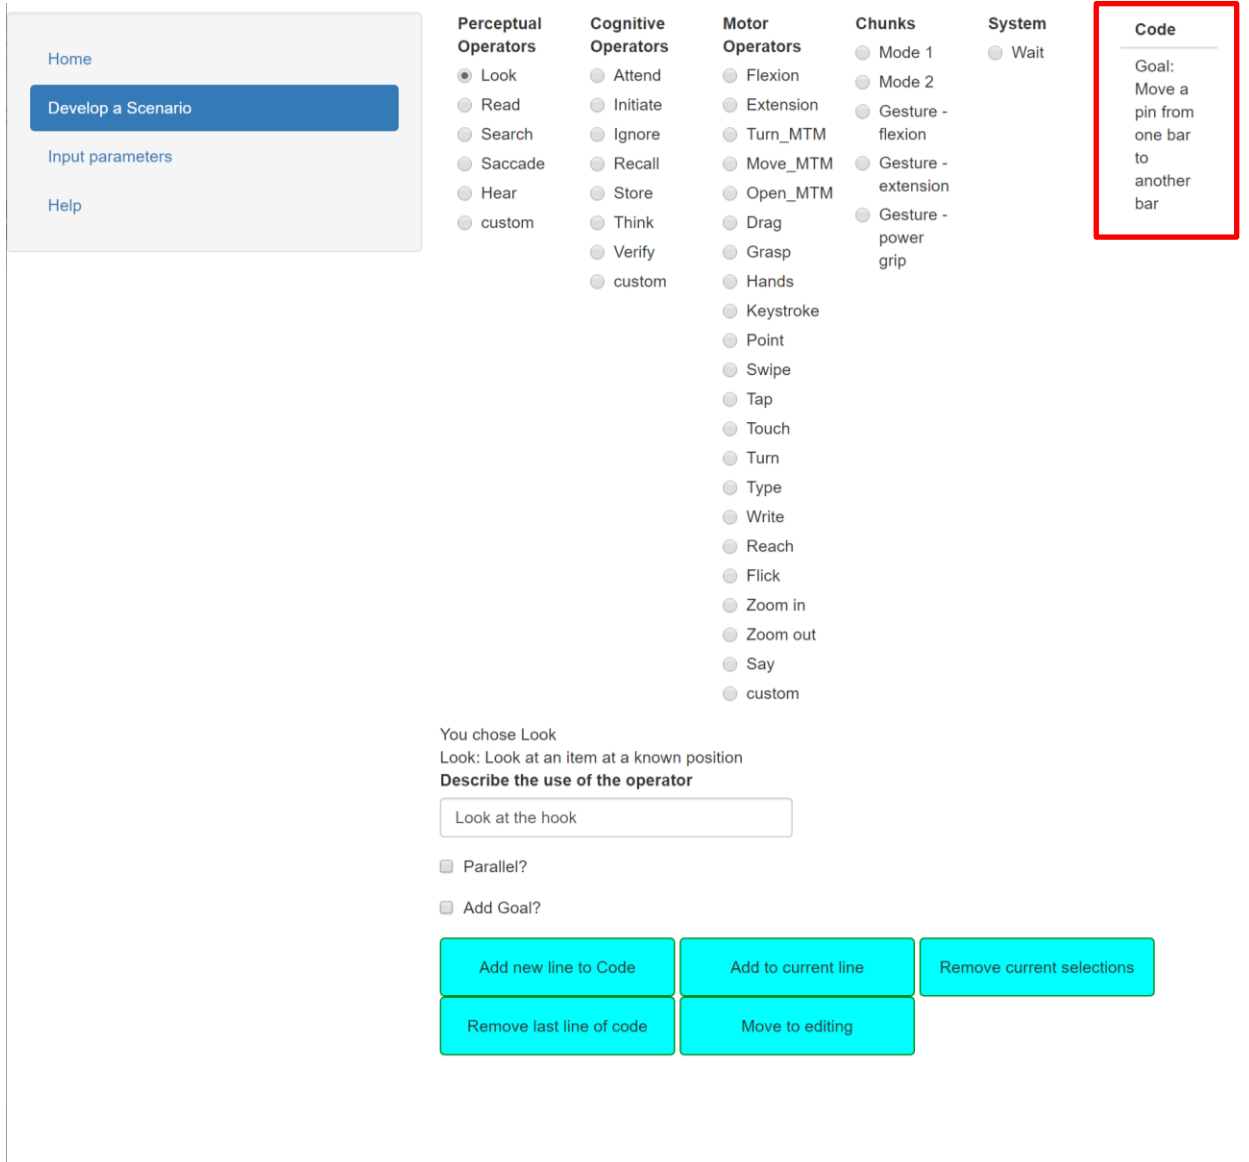 Home
Develop a Scenario
Input parameters
Help
Perceptual
Operators
Look
Read
Search
Saccade
Hear
custom
Cognitive
Operators
Attend
Initiate
Ignore
Recall
Store
Think
Verify
custom
Motor
Operators
Flexion
Extension
Turn_MTM
Move_MTM
Open_MTM
Drag
Grasp
Hands
Keystroke
Point
Swipe
Tap
Touch
Turn
Type
Write
Reach
Flick
Zoom in
Zoom out
Say
custom
Chunks
Mode 1
Mode 2
Gesture -
flexion
Gesture -
extension
Gesture -
power
grip
System
Wait
Code
Goal:
Move a
pin from
one bar
to
another
bar
You chose Look
Look: Look at an item at a known position
Describe the use of the operator
Look at the hook
Parallel?
Add Goal?
Add new line to Code
Add to current line
Remove current selections
Remove last line of code
Move to editing